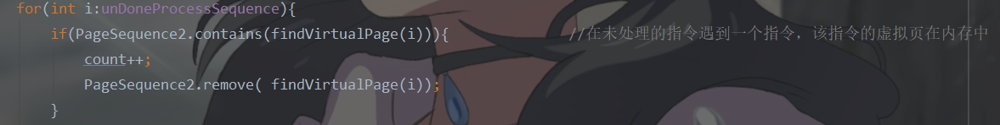 for(int i:unDoneProcessSequence){
if(PageSequence2.contains(findVirtualPage(i))){ //在未处理的指令遇到一个指令，该指令的虚拟页在内存中
count++;
PageSequence2.remove( findVirtualPage(i));
}